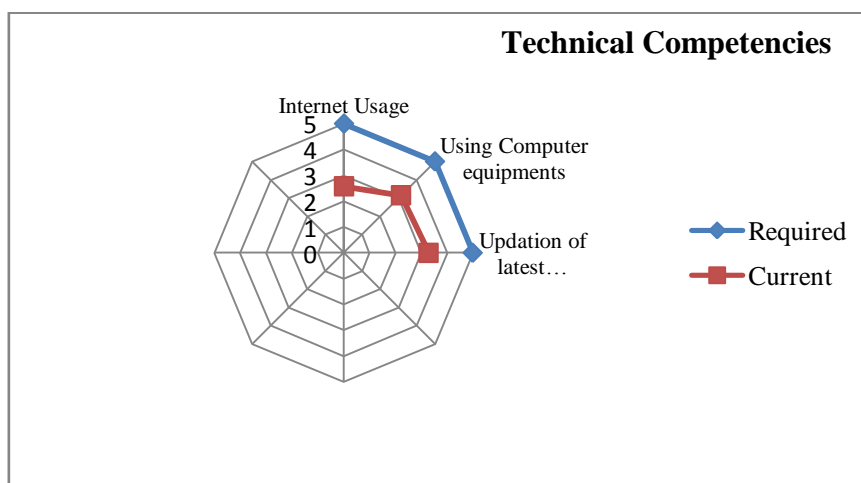 Technical Competencies
Internet Usage
5
4
3
2
1
0
Using Computer
equipments
Updation of
latest…
Required
Current